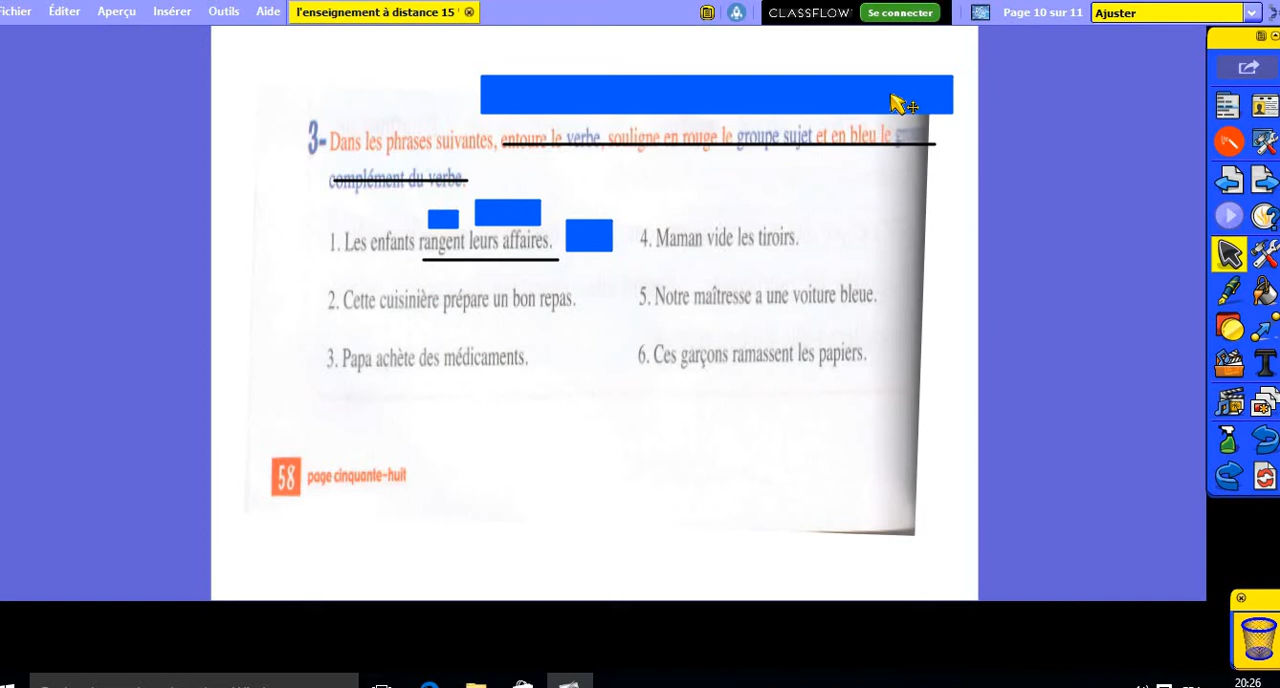 Fichier Éditer Aperçu Insérer Outils Aide l'enseignement à distance 15 CLASSFLOW Se connecter Page 10 sur 11 Ajuster
3- Dans les phrases suivantes, entoure le verbe, souligne en rouge le groupe sujet et en bleu le
complément du verbe.
1. Les enfants rangent leurs affaires.
4. Maman vide les tiroirs.
2. Cette cuisinière prépare un bon repas.
5. Notre maîtresse a une voiture bleue.
3. Papa achète des médicaments.
6. Ces garçons ramassent les papiers.
58 page cinquante-huit
20:26